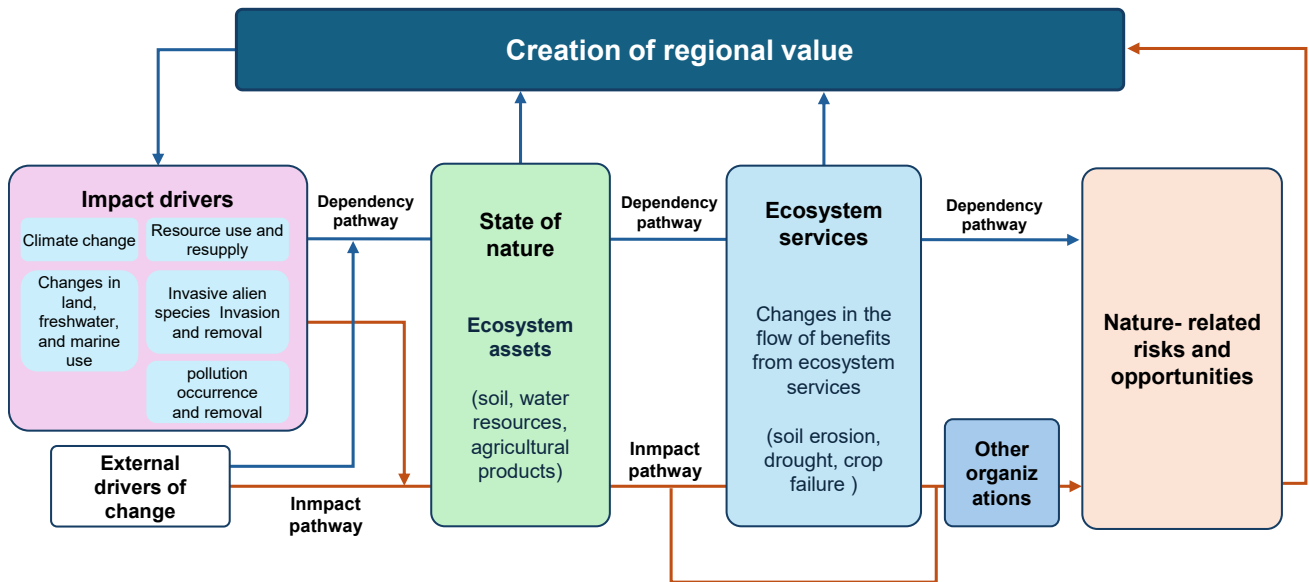 Creation of regional value
Impact drivers
Climate change
Resource use and
resupply
Changes in
land,
freshwater,
and marine
use
Invasive alien
species Invasion
and removal
pollution
occurrence
and removal
External
drivers of
change
Dependency
pathway
Inmpact
pathway
State of
nature
Ecosystem
assets
(soil, water
resources,
agricultural
products)
Dependency
pathway
Inmpact
pathway
Ecosystem
services
Changes in the
flow of benefits
from ecosystem
services
(soil erosion,
drought, crop
failure )
Dependency
pathway
Other
organiz
ations
Nature- related
risks and
opportunities